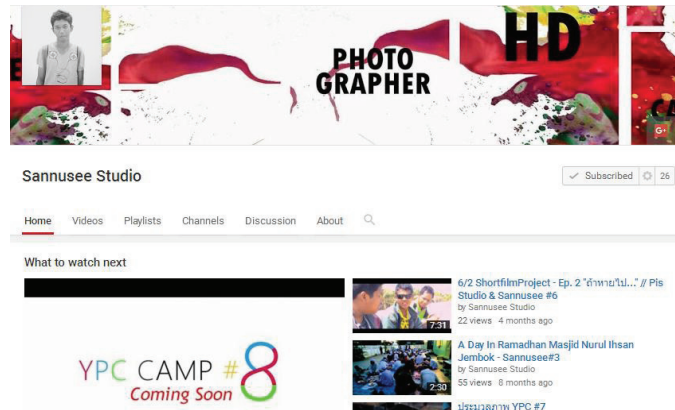 PHOTO
GRAPHER
HD
G+
Sannusee Studio
Subscribed 26
Home Videos Playlists Channels Discussion About
What to watch next
YPC CAMP #8
Coming Soon
6/2 ShortfilmProject - Ep. 2 "ถ้าหายไป..." // Pls
Studio & Sannusee #6
by Sannusee Studio
22 views 4 months ago
7:31
A Day In Ramadhan Masjid Nurul Ihsan
Jembok - Sannusee#3
by Sannusee Studio
55 views 8 months ago
2:30
ประมวลภาพ YPC #7